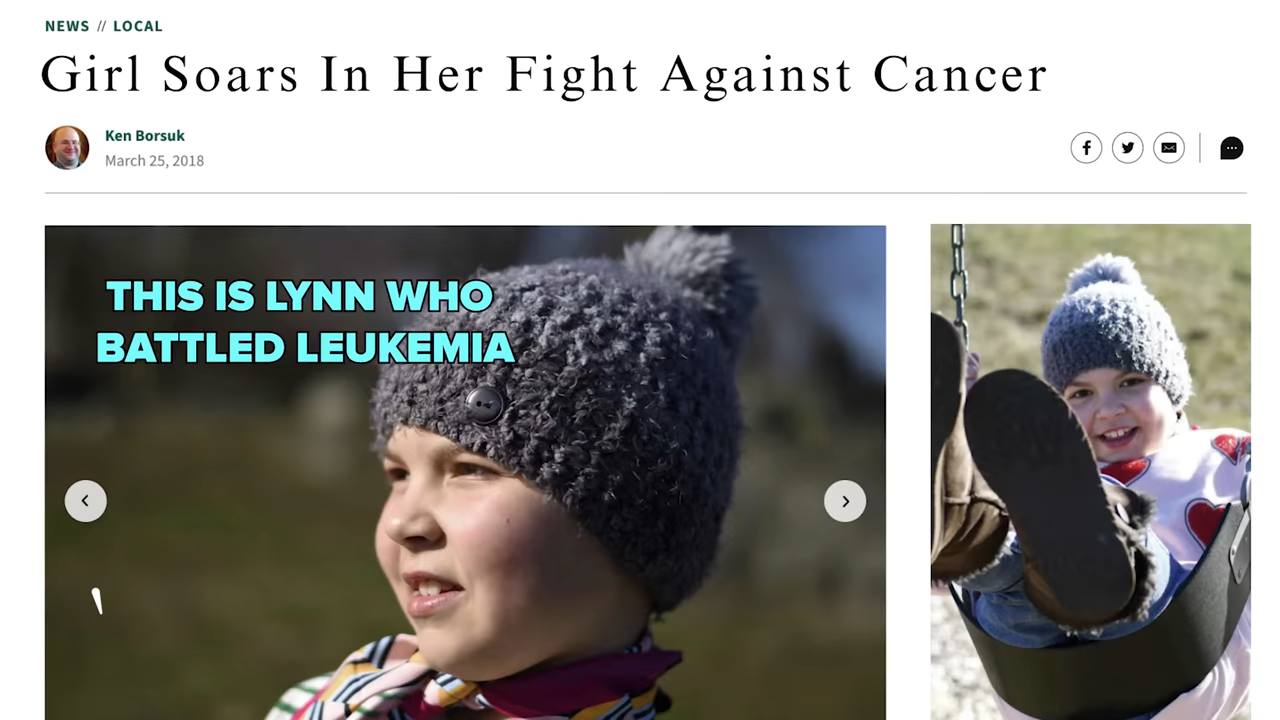 NEWS // LOCAL
Girl Soars In Her Fight Against Cancer
Ken Borsuk
March 25, 2018
THIS IS LYNN WHO
BATTLED LEUKEMIA